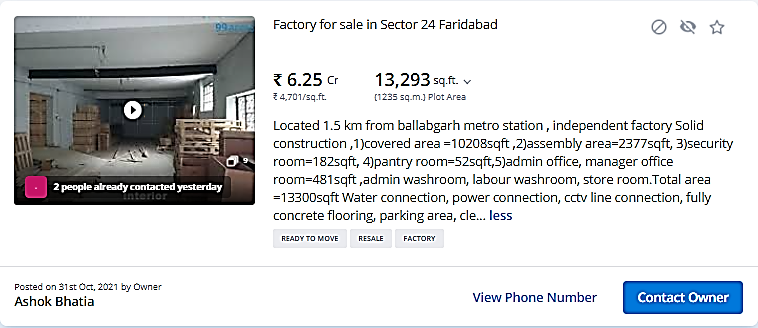 Factory for sale in Sector 24 Faridabad
99acres
₹ 6.25 Cr
₹ 4,701/sq.ft.
13,293 sq.ft.
(1235 sq.m.) Plot Area
Located 1.5 km from ballabgarh metro station , independent factory Solid
construction ,1)covered area =10208sqft ,2)assembly area=2377sqft, 3)security
room=182sqft, 4)pantry room=52sqft,5)admin office, manager office
room=481sqft ,admin washroom, labour washroom, store room.Total area
=13300sqft Water connection, power connection, cctv line connection, fully
concrete flooring, parking area, cle... less
9
2 people already contacted yesterday
Interior
READY TO MOVE
RESALE
FACTORY
Posted on 31st Oct, 2021 by Owner
Ashok Bhatia
View Phone Number
Contact Owner